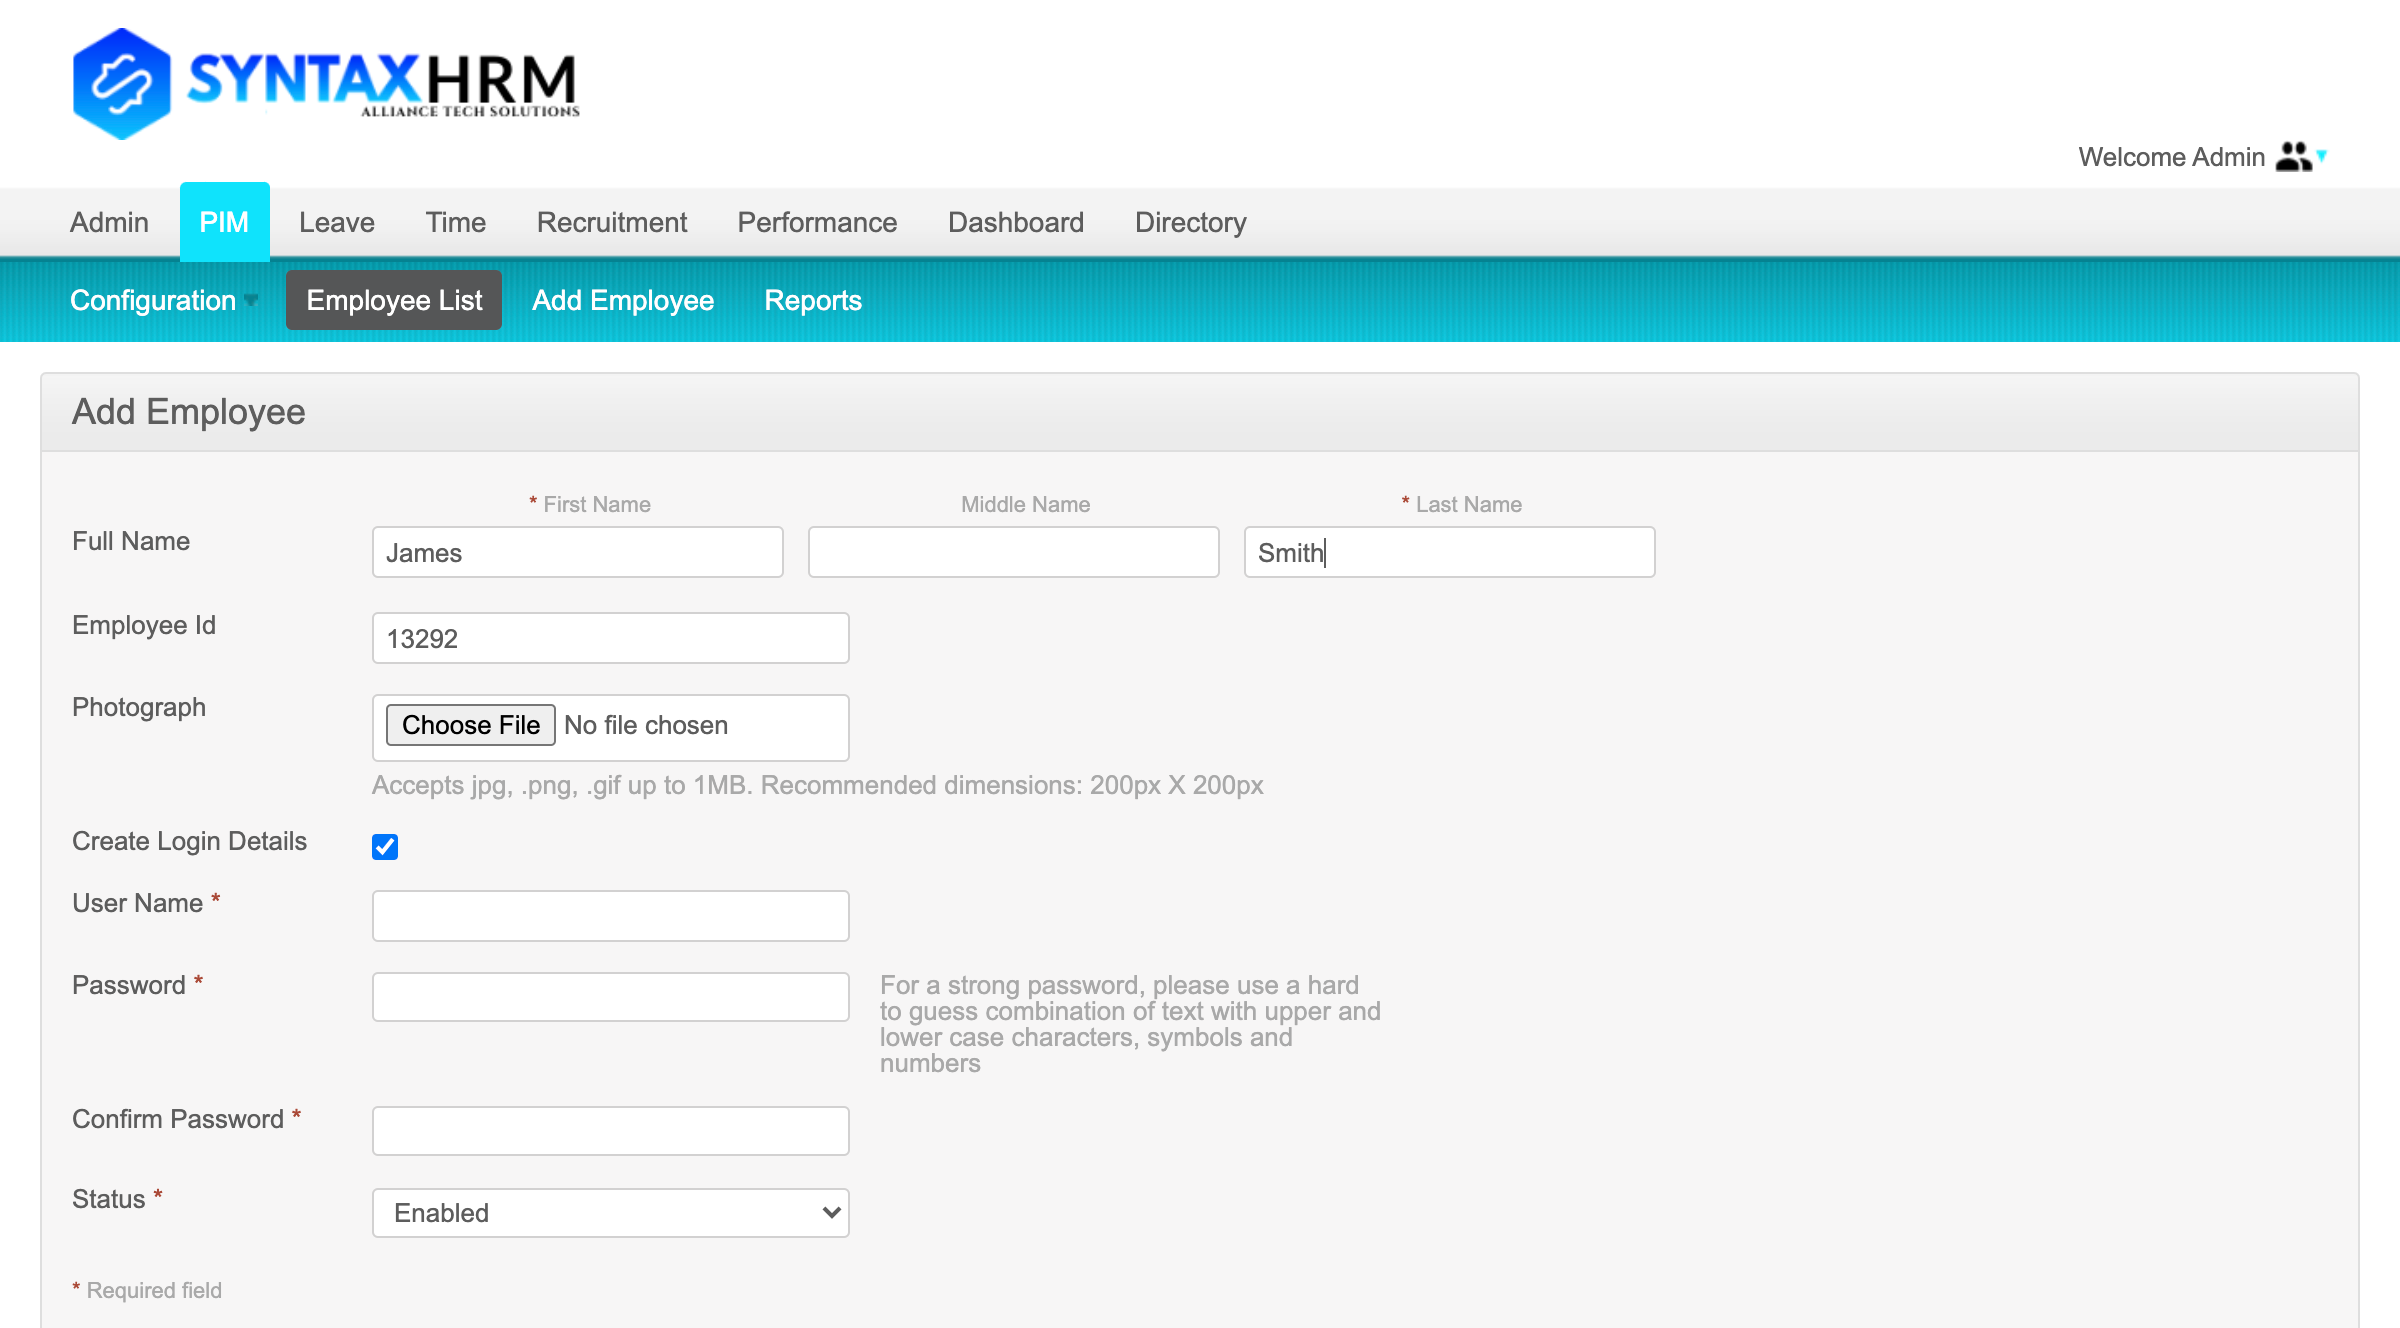 SYNTAXHRM
ALLIANCE TECH SOLUTIONS
Welcome Admin
Admin PIM Leave Time Recruitment Performance Dashboard Directory
Configuration Employee List Add Employee Reports
Add Employee
* First Name Middle Name * Last Name
Full Name James Smith
Employee Id 13292
Photograph Choose File No file chosen
Accepts jpg, .png, .gif up to 1MB. Recommended dimensions: 200px X 200px
Create Login Details
User Name *
Password * For a strong password, please use a hard
to guess combination of text with upper and
lower case characters, symbols and
numbers
Confirm Password *
Status * Enabled
* Required field